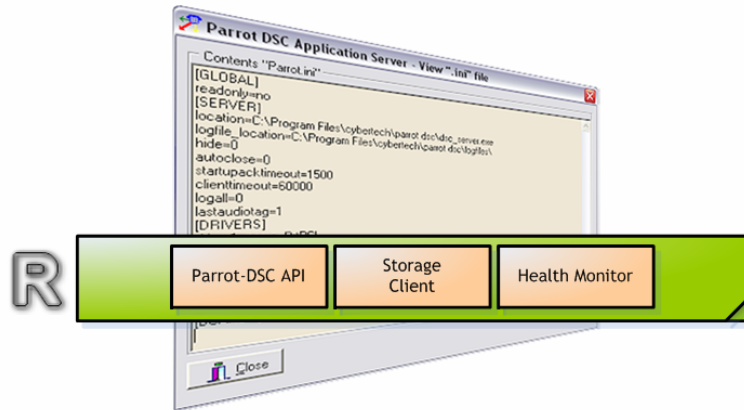 Parrot DSC Application Server - View ".ini" file
Contents "Parrot.ini"
[GLOBAL]
readonly=no
[SERVER]
location=C:\Program Files\cybertech\parrot dsc\dsc_server.exe
logfile_location=C:\Program Files\cybertech\parrot dsc\logfiles\
hide=0
autoclose=0
startupacktimeout=1500
clienttimeout=60000
logall=0
lastaudiotag=1
[DRIVERS]
R
Parrot-DSC API
Storage
Client
Health Monitor
Close